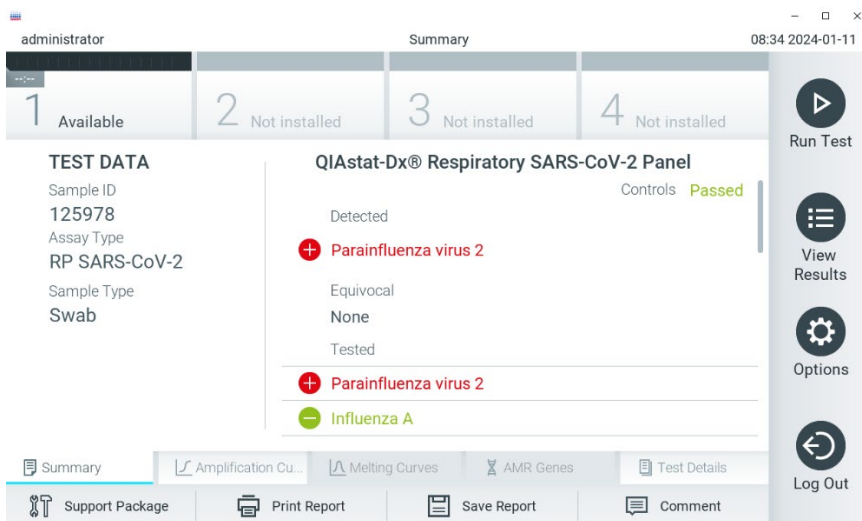 administrator Summary 08:34 2024-01-11
--:--
1 Available 2 Not installed 3 Not installed 4 Not installed
Run Test
TEST DATA
Sample ID
125978
Assay Type
RP SARS-CoV-2
Sample Type
Swab
QIAstat-Dx® Respiratory SARS-CoV-2 Panel
Controls Passed
Detected
Parainfluenza virus 2
Equivocal
None
Tested
Parainfluenza virus 2
Influenza A
View
Results
Options
Log Out
Summary Amplification Cu... Melting Curves AMR Genes Test Details
Support Package Print Report Save Report Comment